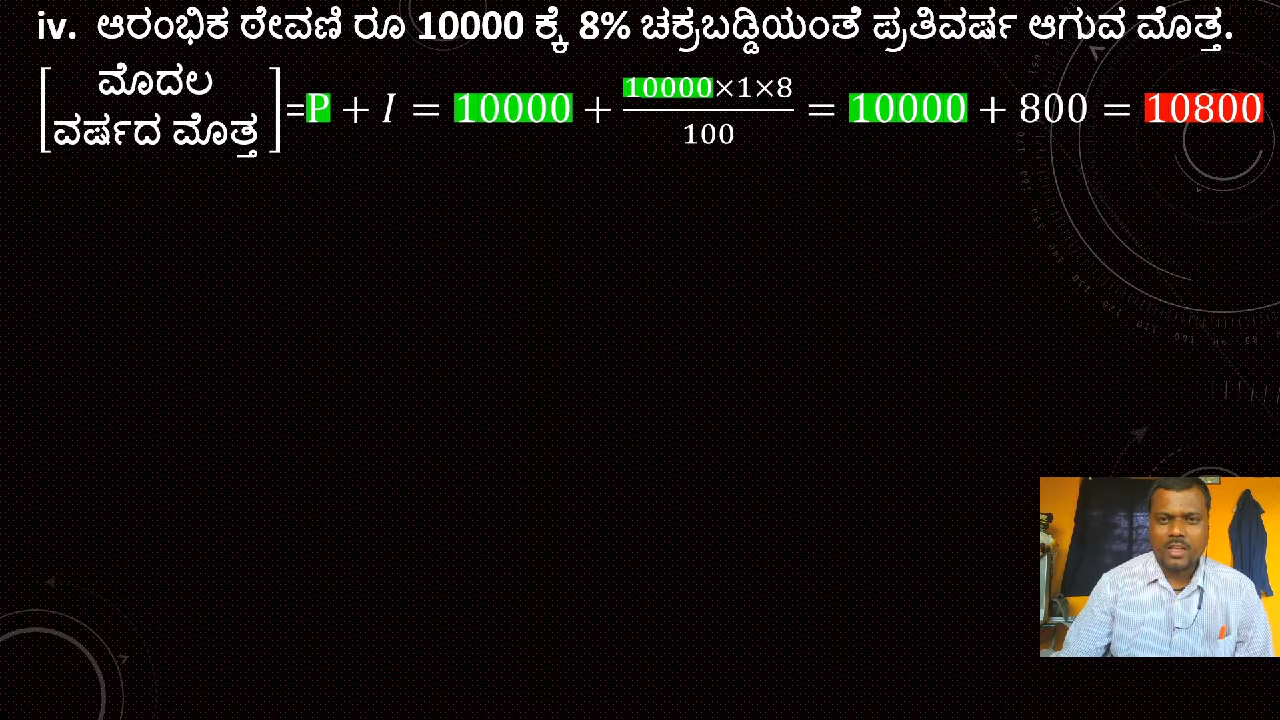 iv. ಆರಂಭಿಕ ಠೇವಣಿ ರೂ 10000 ಕ್ಕೆ 8% ಚಕ್ರಬಡ್ಡಿಯಂತೆ ಪ್ರತಿವರ್ಷ ಆಗುವ ಮೊತ್ತ.
[ಮೊದಲ
ವರ್ಷದ ಮೊತ್ತ] =P + I = 10000 + 10000×1×8/100 = 10000 + 800 = 10800